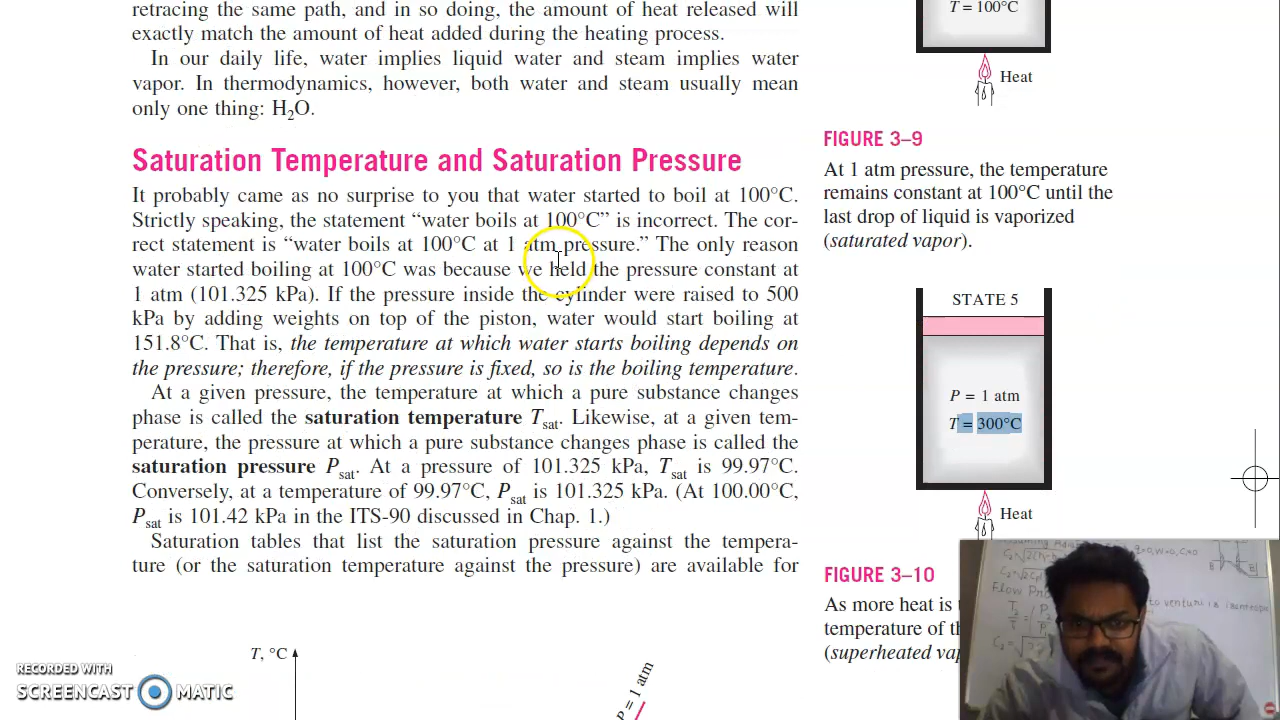 retracing the same path, and in so doing, the amount of heat released will
exactly match the amount of heat added during the heating process.
In our daily life, water implies liquid water and steam implies water
vapor. In thermodynamics, however, both water and steam usually mean
only one thing: H₂O.
Saturation Temperature and Saturation Pressure
It probably came as no surprise to you that water started to boil at 100°C.
Strictly speaking, the statement “water boils at 100°C” is incorrect. The cor-
rect statement is “water boils at 100°C at 1 atm pressure.” The only reason
water started boiling at 100°C was because we held the pressure constant at
1 atm (101.325 kPa). If the pressure inside the cylinder were raised to 500
kPa by adding weights on top of the piston, water would start boiling at
151.8°C. That is, the temperature at which water starts boiling depends on
the pressure; therefore, if the pressure is fixed, so is the boiling temperature.
At a given pressure, the temperature at which a pure substance changes
phase is called the saturation temperature Tsat. Likewise, at a given tem-
perature, the pressure at which a pure substance changes phase is called the
saturation pressure Psat. At a pressure of 101.325 kPa, Tsat is 99.97°C.
Conversely, at a temperature of 99.97°C, Psat is 101.325 kPa. (At 100.00°C,
Psat is 101.42 kPa in the ITS-90 discussed in Chap. 1.)
Saturation tables that list the saturation pressure against the tempera-
ture (or the saturation temperature against the pressure) are available for
T, °C
P = 1 atm
T = 100°C
Heat
FIGURE 3–9
At 1 atm pressure, the temperature
remains constant at 100°C until the
last drop of liquid is vaporized
(saturated vapor).
STATE 5
P = 1 atm
T = 300°C
Heat
FIGURE 3–10
As more heat is
temperature of th
(superheated vap
to venturi is isentrop
RECORDED WITH
SCREENCAST MATIC